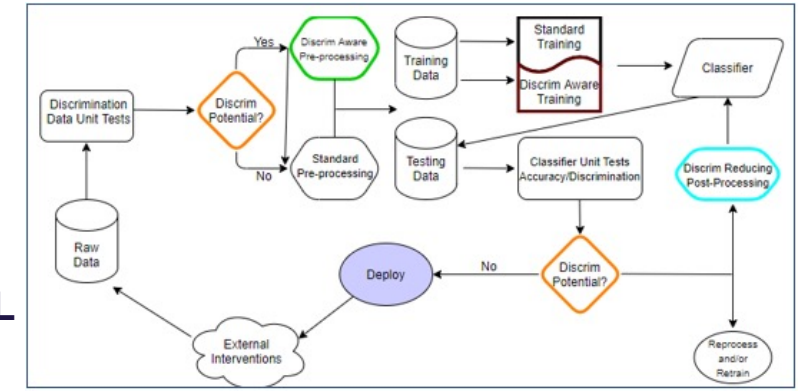 Yes
Discrim Aware
Pre-processing
Training
Data
Standard
Training
Discrim Aware
Training
Classifier
Discrimination
Data Unit Tests
Discrim
Potential?
No
Standard
Pre-processing
Testing
Data
Classifier Unit Tests
Accuracy/Discrimination
Discrim Reducing
Post-Processing
Raw
Data
Deploy
No
Discrim
Potential?
External
Interventions
Reprocess
and/or
Retrain